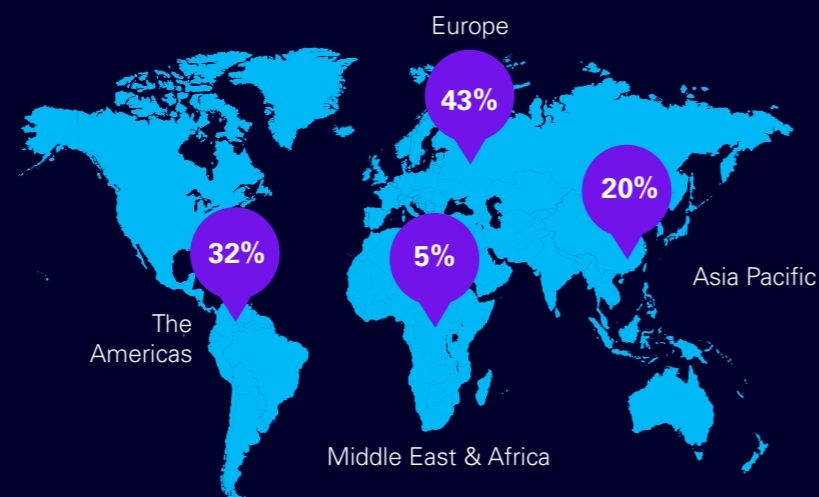 Europe
43%
20%
32%
5%
Asia Pacific
The
Americas
Middle East & Africa